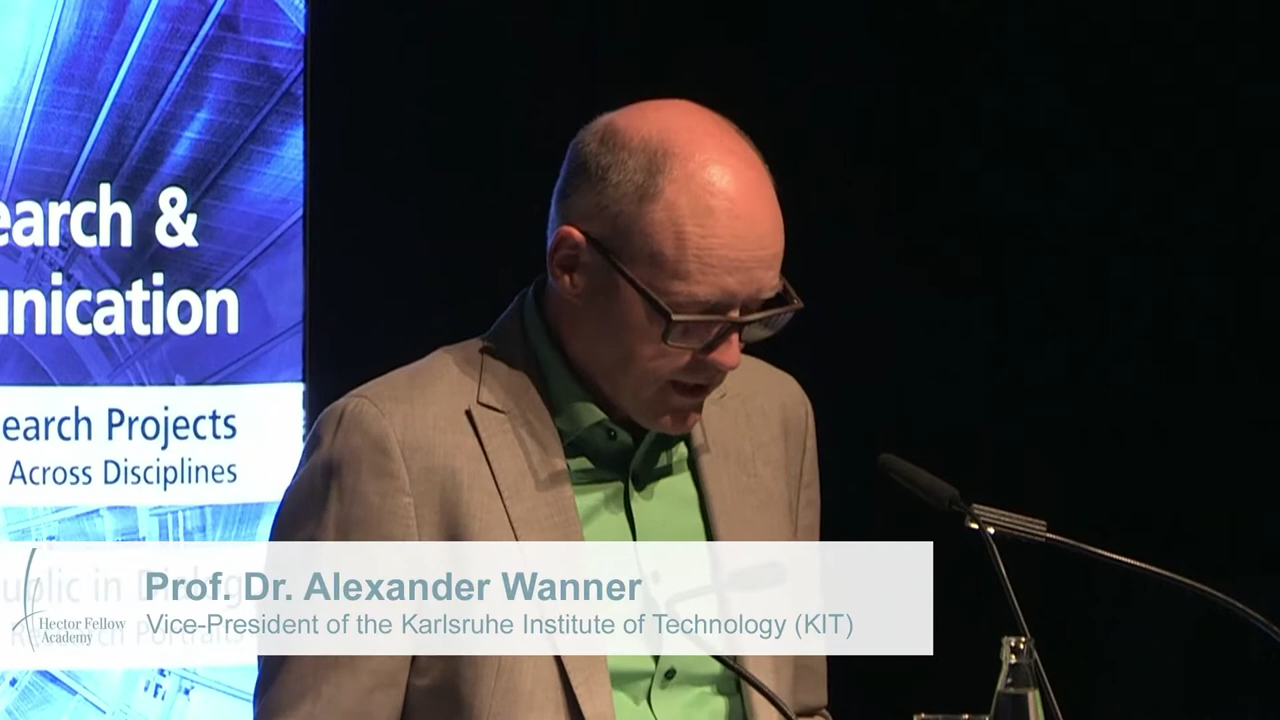 earch &
unication
earch Projects
Across Disciplines
Prof. Dr. Alexander Wanner
Vice-President of the Karlsruhe Institute of Technology (KIT)
Hector Fellow
Academy